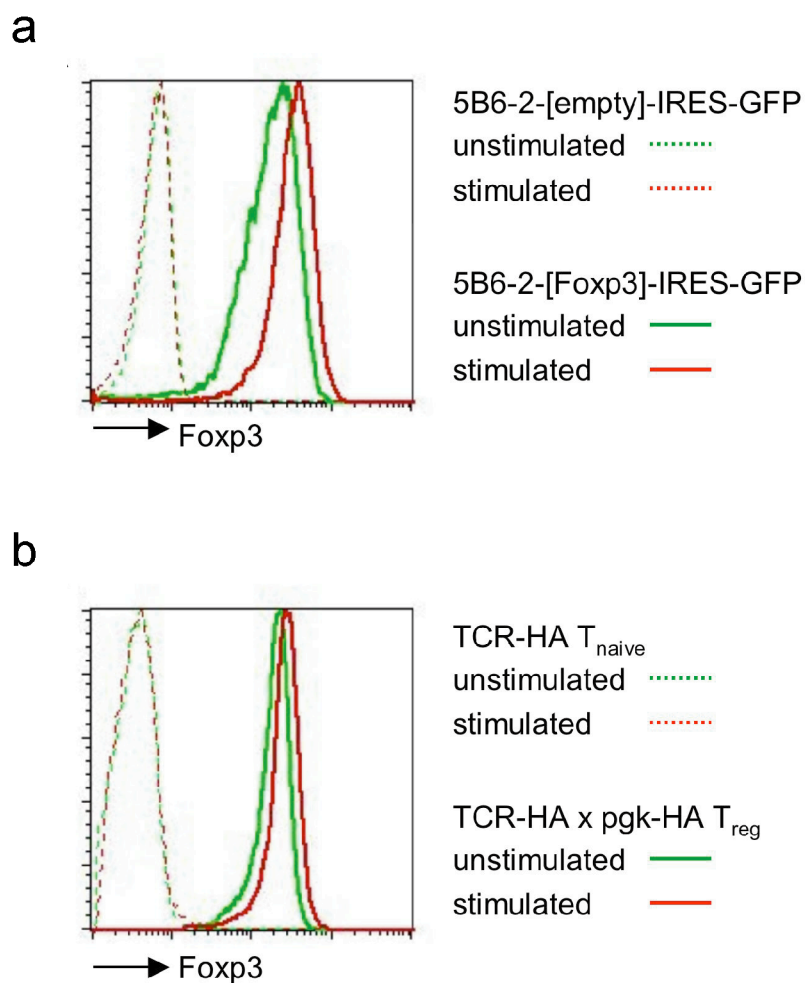 a
5B6-2-[empty]-IRES-GFP
unstimulated
stimulated
5B6-2-[Foxp3]-IRES-GFP
unstimulated
stimulated
Foxp3
b
TCR-HA Tnaive
unstimulated
stimulated
TCR-HA x pgk-HA Treg
unstimulated
stimulated
Foxp3